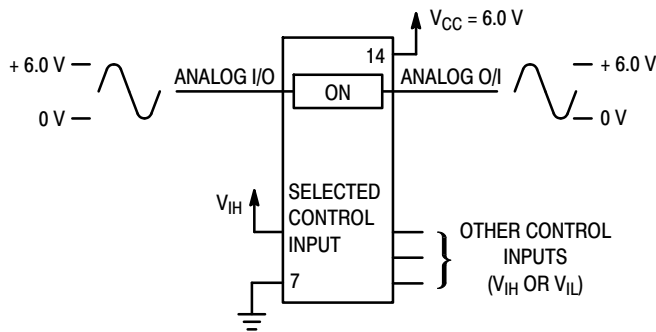 V_CC = 6.0 V
14
+ 6.0 V
ANALOG I/O
ON
ANALOG O/I
+ 6.0 V
0 V
0 V
V_IH
SELECTED
CONTROL
INPUT
OTHER CONTROL
INPUTS
(V_IH OR V_IL)
7